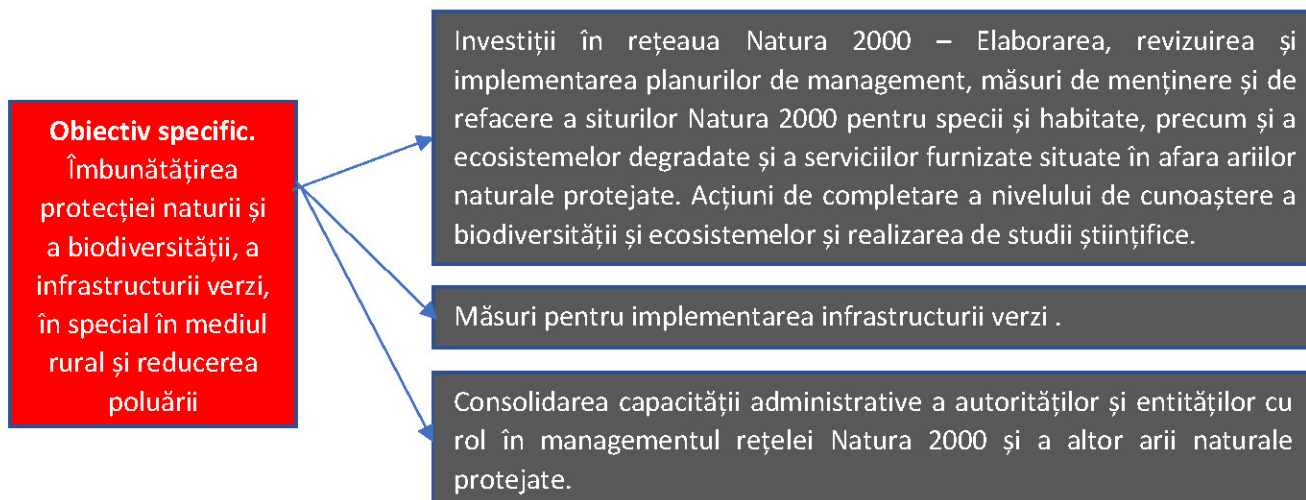 Obiectiv specific.
Îmbunătățirea
protecției naturii și
a biodiversității, a
infrastructurii verzi,
în special în mediul
rural și reducerea
poluării
Investiții în rețeaua Natura 2000 – Elaborarea, revizuirea și
implementarea planurilor de management, măsuri de menținere și de
refacere a siturilor Natura 2000 pentru specii și habitate, precum și a
ecosistemelor degradate și a serviciilor furnizate situate în afara ariilor
naturale protejate. Acțiuni de completare a nivelului de cunoaștere a
biodiversității și ecosistemelor și realizarea de studii științifice.
Măsuri pentru implementarea infrastructurii verzi .
Consolidarea capacității administrative a autorităților și entităților cu
rol în managementul rețelei Natura 2000 și a altor arii naturale
protejate.